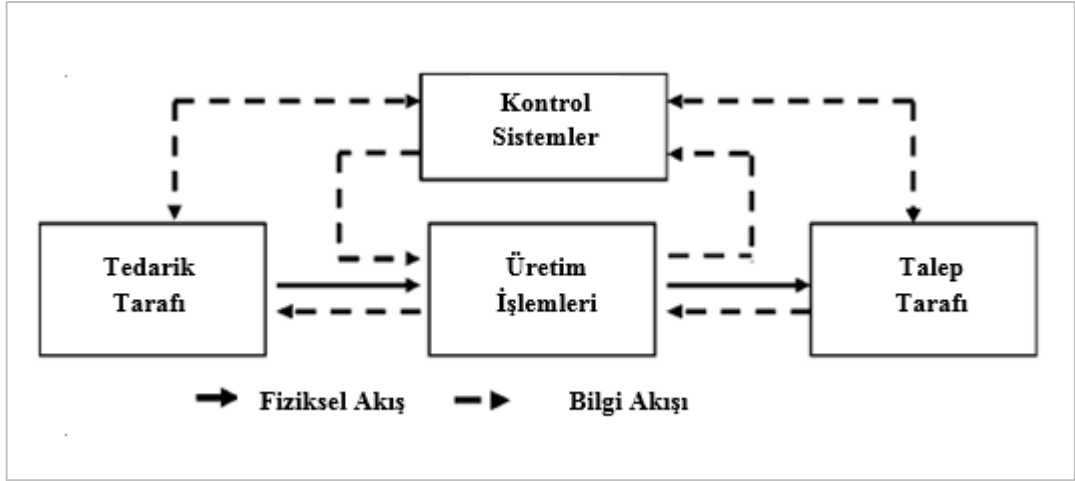 Kontrol
Sistemler
Tedarik
Tarafı
Üretim
İşlemleri
Talep
Tarafı
Fiziksel Akış
Bilgi Akışı